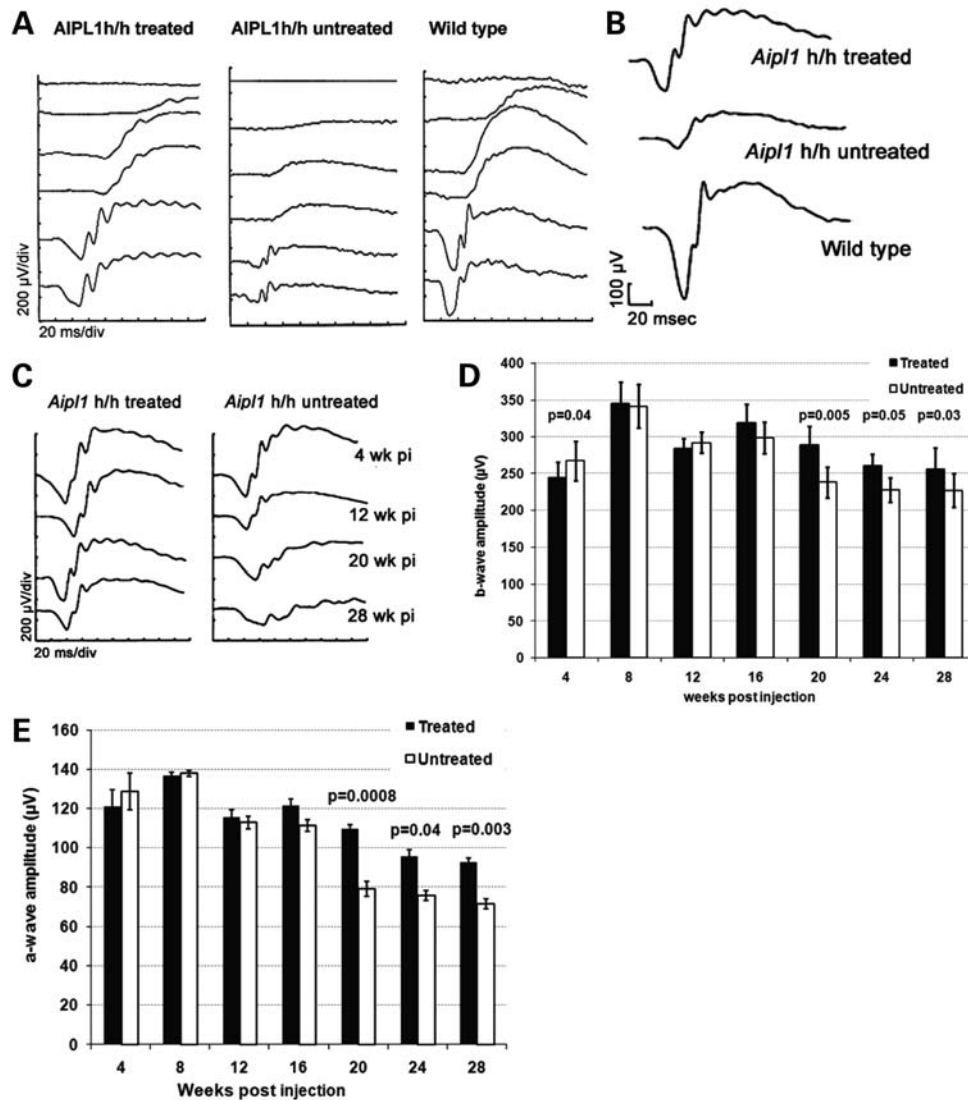 A
AIPL1h/h treated
AIPL1h/h untreated
Wild type
200 µV/div
20 ms/div
B
Aipl1 h/h treated
Aipl1 h/h untreated
Wild type
100 µV
20 msec
C
Aipl1 h/h treated
Aipl1 h/h untreated
4 wk pi
12 wk pi
20 wk pi
28 wk pi
200 µV/div
20 ms/div
D
Treated
Untreated
p=0.04
p=0.005
p=0.05
p=0.03
b-wave amplitude (µV)
400
350
300
250
200
150
100
50
0
4 8 12 16 20 24 28
weeks post injection
E
Treated
Untreated
p=0.0008
p=0.04
p=0.003
a-wave amplitude (µV)
160
140
120
100
80
60
40
20
0
4 8 12 16 20 24 28
Weeks post injection